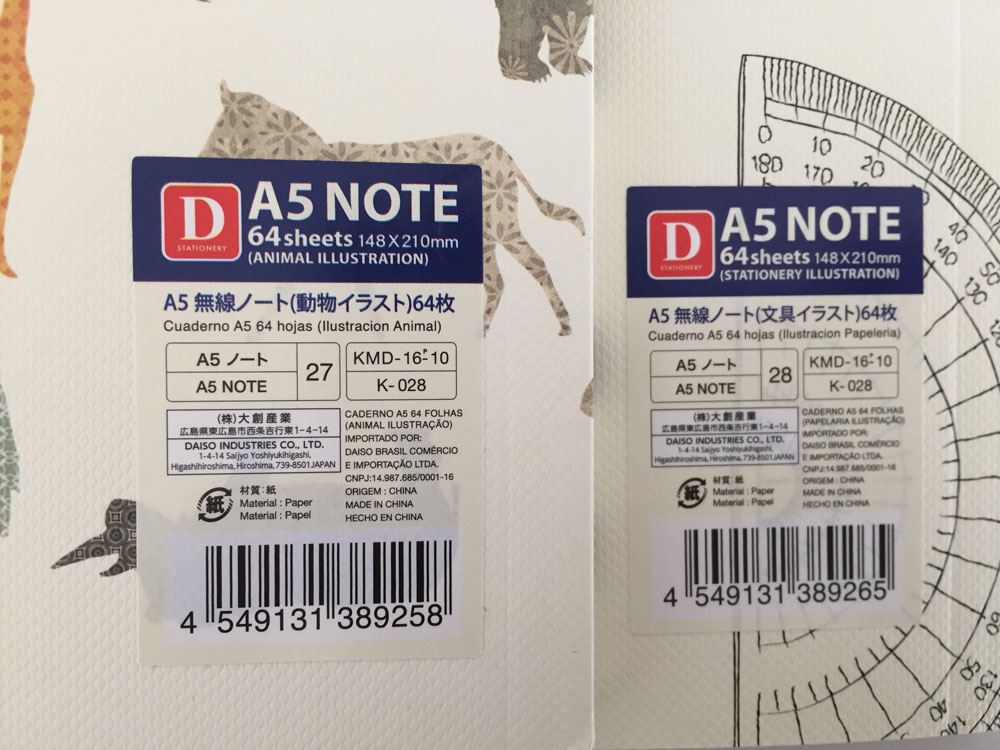 D
STATIONERY
A5 NOTE
64sheets 148X210mm
(ANIMAL ILLUSTRATION)
A5 無線ノート(動物イラスト)64枚
Cuaderno A5 64 hojas (Ilustracion Animal)
A5 ノート
A5 NOTE
27
KMD-16-10
K-028
(株)大創産業
広島県東広島市西条吉行東1-4-14
DAISO INDUSTRIES CO., LTD.
1-4-14 Saijyo Yoshiyukihigashi,
Higashihiroshima, Hiroshima, 739-8501 JAPAN
紙
材質:紙
Material : Paper
Material : Papel
CADERNO A5 64 FOLHAS
(ANIMAL ILUSTRAÇÃO)
IMPORTADO POR:
DAISO BRASIL COMÉRCIO
E IMPORTAÇÃO LTDA.
CNPJ:14.987.685/0001-16
ORIGEM : CHINA
MADE IN CHINA
HECHO EN CHINA
4 549131 389258
D
STATIONERY
A5 NOTE
64sheets 148X210mm
(STATIONERY ILLUSTRATION)
A5 無線ノート(文具イラスト)64枚
Cuaderno A5 64 hojas (Ilustracion Papeleria)
A5 ノート
A5 NOTE
28
KMD-16-10
K-028
(株)大創産業
広島県東広島市西条吉行東1-4-14
DAISO INDUSTRIES CO., LTD.
1-4-14 Saijyo Yoshiyukihigashi,
Higashihiroshima, Hiroshima, 739-8501 JAPAN
紙
材質:紙
Material : Paper
Material : Papel
CADERNO A5 64 FOLHAS
(PAPELARIA ILUSTRAÇÃO)
IMPORTADO POR:
DAISO BRASIL COMÉRCIO
E IMPORTAÇÃO LTDA.
CNPJ:14.987.685/0001-16
ORIGEM : CHINA
MADE IN CHINA
HECHO EN CHINA
4 549131 389265
0 10 20
180 170
40 50
140 130
60
50 130
40